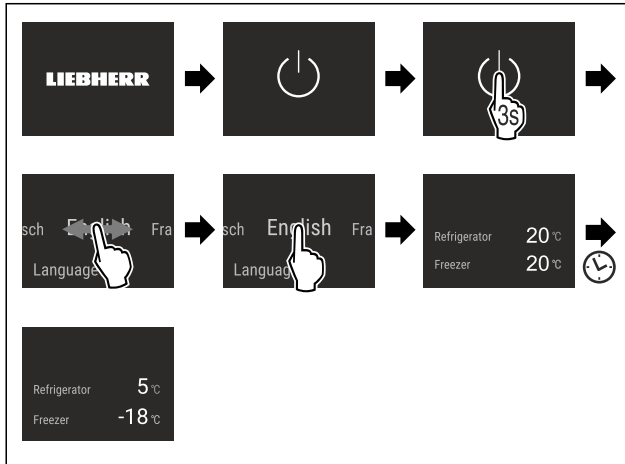 LIEBHERR
3s
sch English Fra
Language
sch English Fra
Languag
Refrigerator 20 °C
Freezer 20 °C
Refrigerator 5 °C
Freezer -18 °C